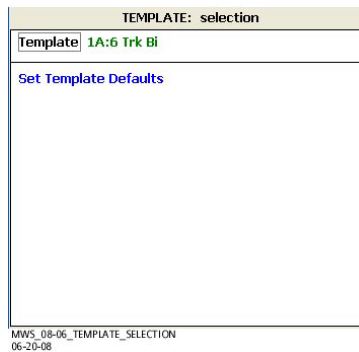 TEMPLATE: selection
Template 1A:6 Trk Bi
Set Template Defaults
MWS_08-06_TEMPLATE_SELECTION
06-20-08